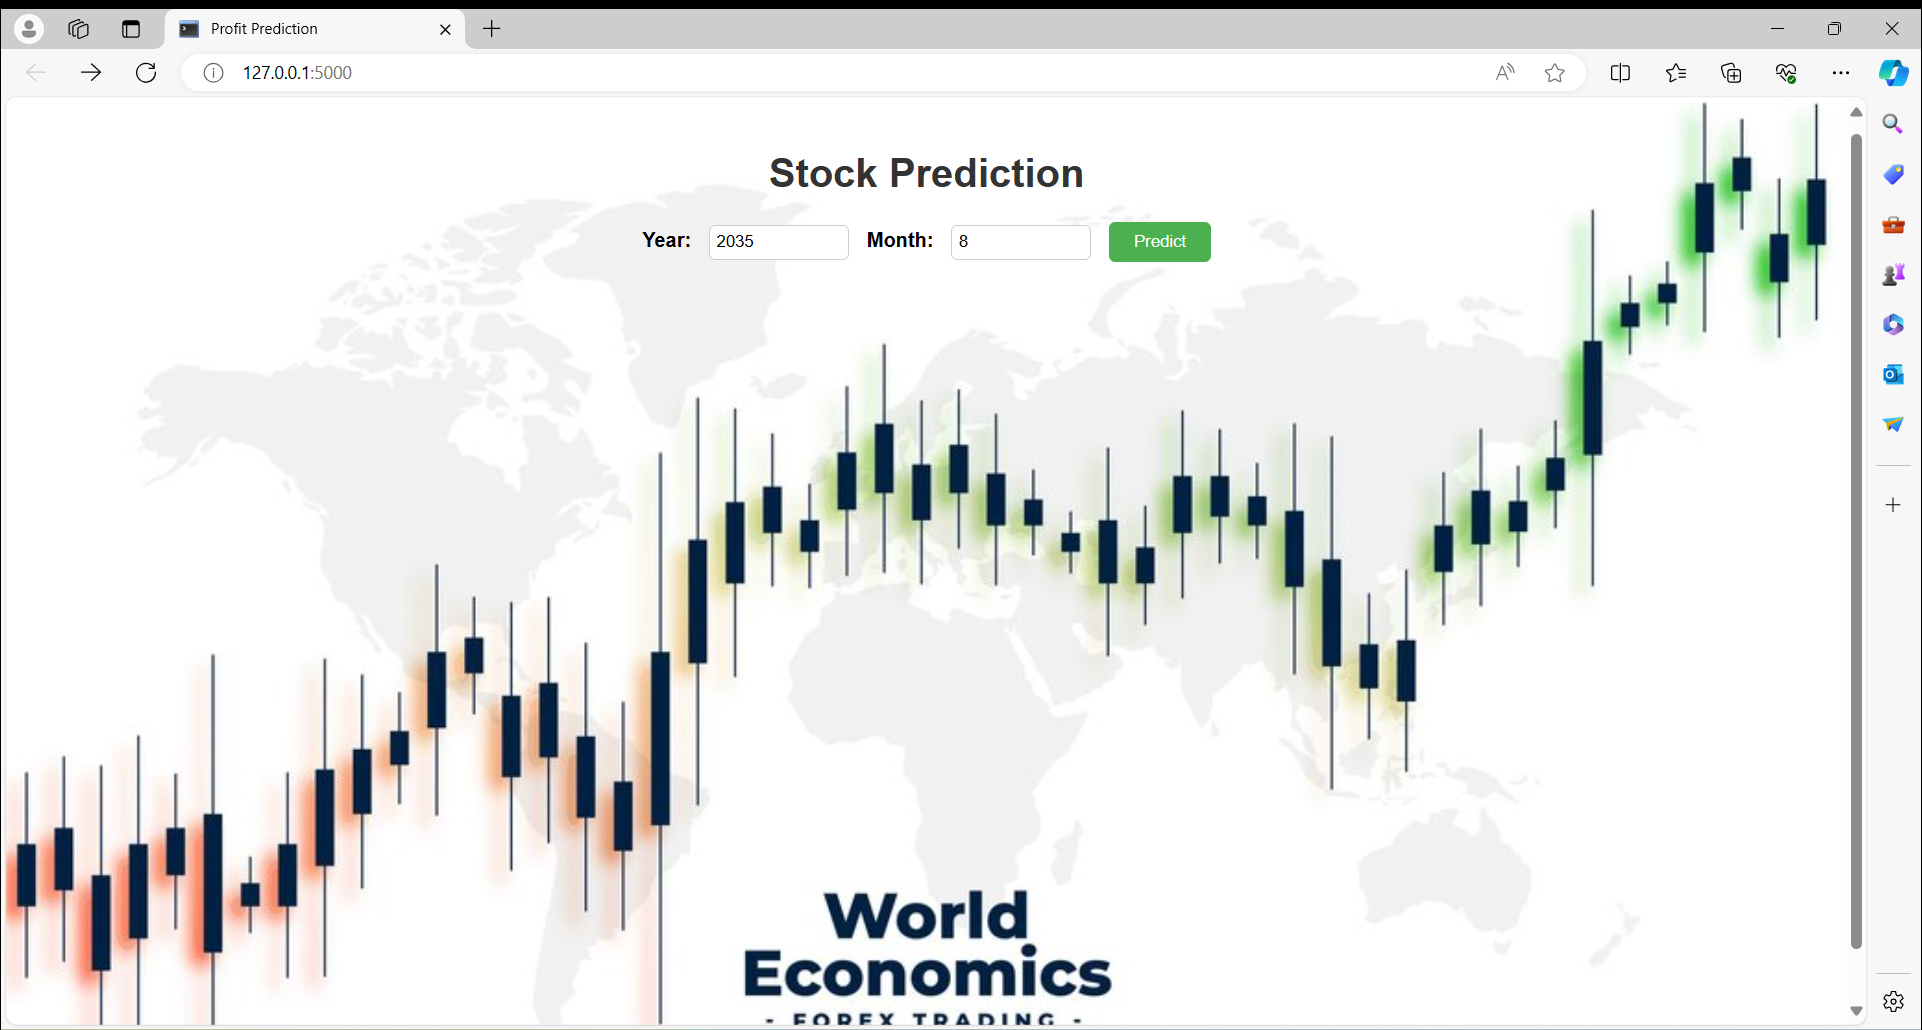 Profit Prediction
127.0.0.1:5000
Stock Prediction
Year: 2035 Month: 8 Predict
World
Economics
- FOREX TRADING -